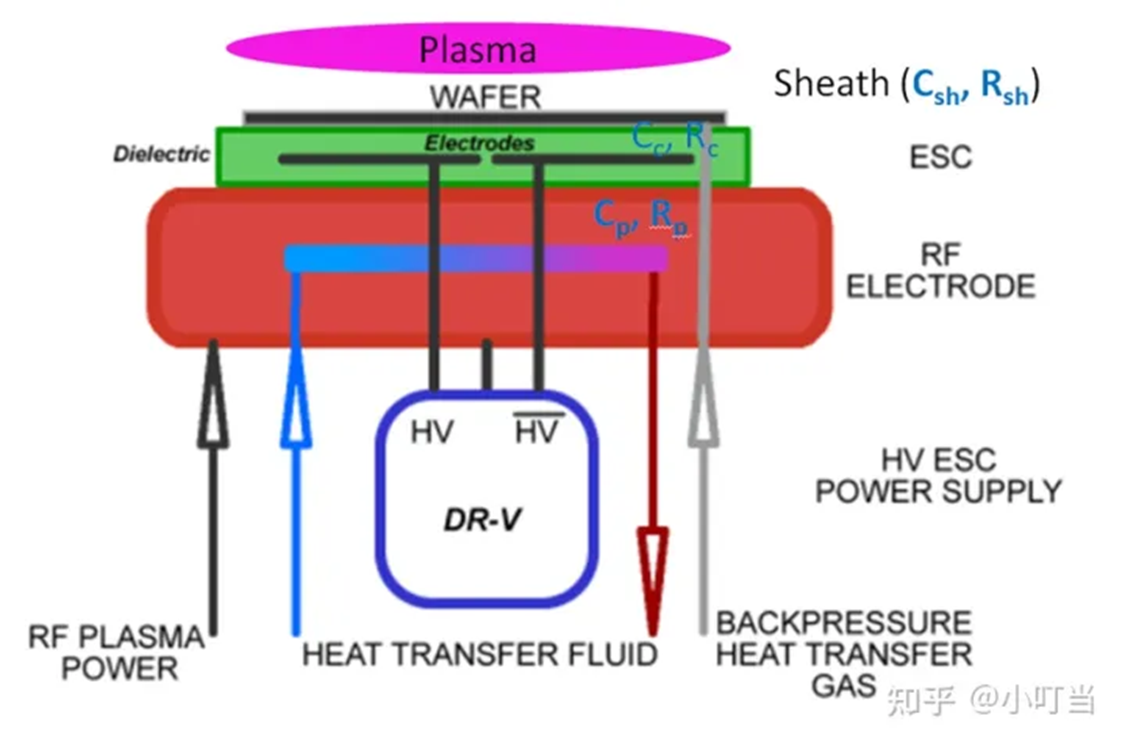 Plasma
Sheath (Csh, Rsh)
WAFER
Dielectric
Electrodes
Cc, Rc
ESC
Cp, Rp
RF
ELECTRODE
HV
HV
DR-V
HV ESC
POWER SUPPLY
RF PLASMA
POWER
HEAT TRANSFER FLUID
BACKPRESSURE
HEAT TRANSFER
GAS
知乎 @小叮当